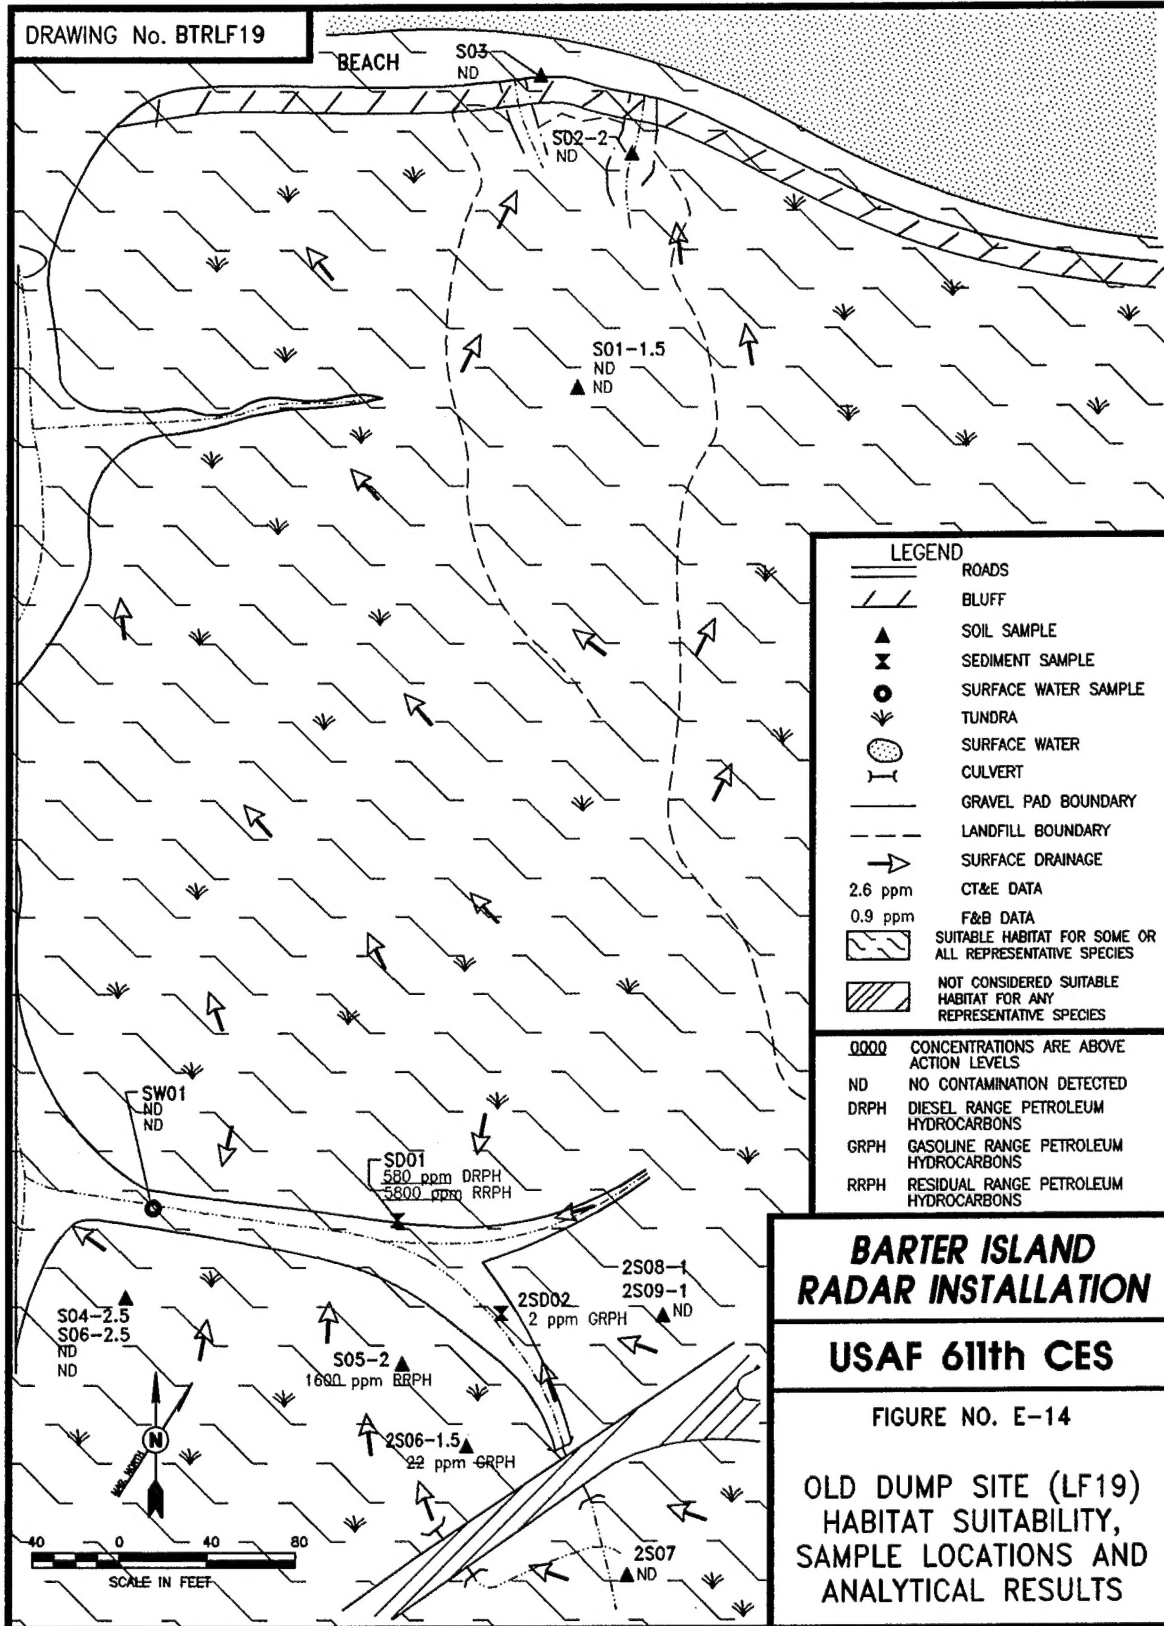 DRAWING No. BTRLF19
BEACH
S03
ND
S02-2
ND
S01-1.5
ND
ND
LEGEND
ROADS
BLUFF
SOIL SAMPLE
SEDIMENT SAMPLE
SURFACE WATER SAMPLE
TUNDRA
SURFACE WATER
CULVERT
GRAVEL PAD BOUNDARY
LANDFILL BOUNDARY
SURFACE DRAINAGE
2.6 ppm CT&E DATA
0.9 ppm F&B DATA
SUITABLE HABITAT FOR SOME OR
ALL REPRESENTATIVE SPECIES
NOT CONSIDERED SUITABLE
HABITAT FOR ANY
REPRESENTATIVE SPECIES
0000 CONCENTRATIONS ARE ABOVE
ACTION LEVELS
ND NO CONTAMINATION DETECTED
DRPH DIESEL RANGE PETROLEUM
HYDROCARBONS
GRPH GASOLINE RANGE PETROLEUM
HYDROCARBONS
RRPH RESIDUAL RANGE PETROLEUM
HYDROCARBONS
SW01
ND
ND
SD01
580 ppm DRPH
5800 ppm RRPH
2S08-1
2S09-1
ND
2SD02
2 ppm GRPH
S04-2.5
S06-2.5
ND
ND
S05-2
1600 ppm RRPH
2S06-1.5
22 ppm GRPH
2S07
ND
N
MAG NORTH
40 0 40 80
SCALE IN FEET
BARTER ISLAND
RADAR INSTALLATION
USAF 611th CES
FIGURE NO. E-14
OLD DUMP SITE (LF19)
HABITAT SUITABILITY,
SAMPLE LOCATIONS AND
ANALYTICAL RESULTS